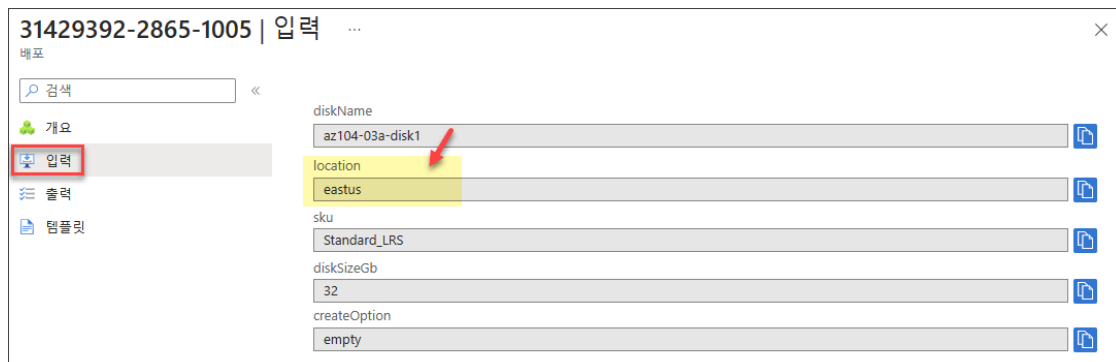 31429392-2865-1005 | 입력 ...
배포
검색 «
개요
입력
출력
템플릿
diskName
az104-03a-disk1
location
eastus
sku
Standard_LRS
diskSizeGb
32
createOption
empty